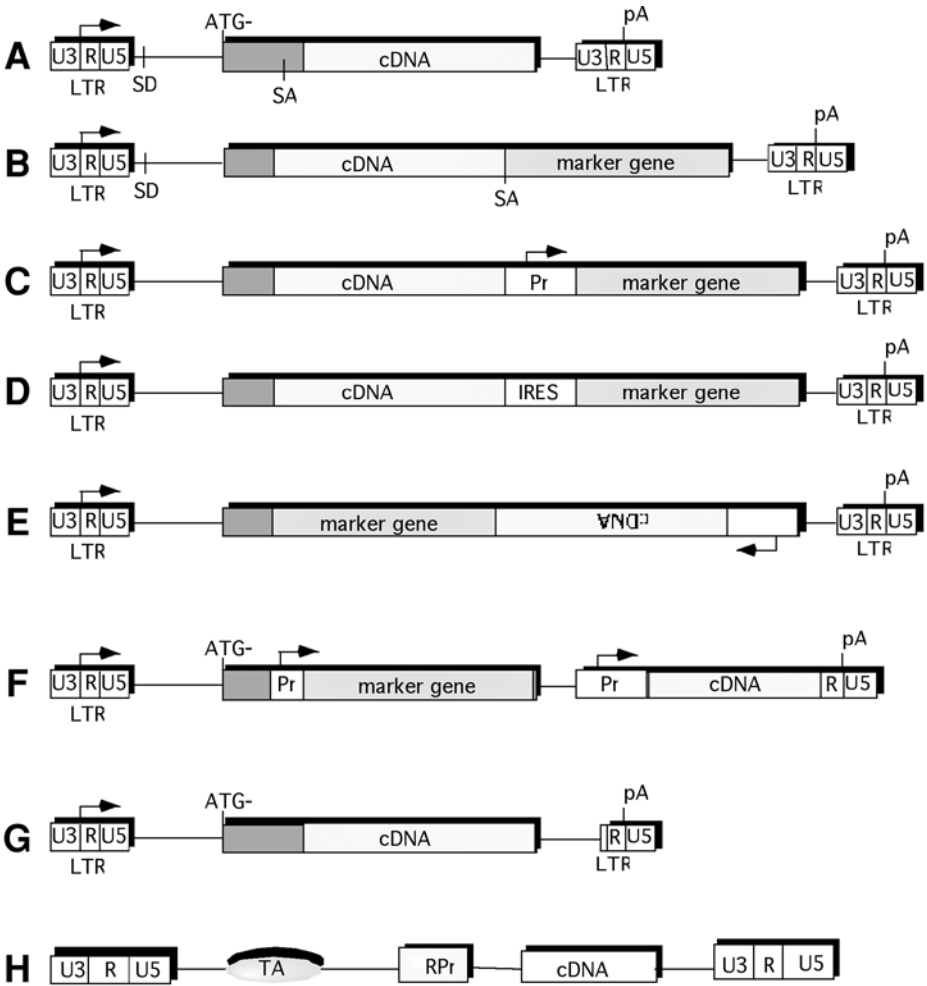 ATG- pA
A U3 R U5 cDNA U3 R U5
LTR SD SA LTR
pA
B U3 R U5 cDNA marker gene U3 R U5
LTR SD SA LTR
pA
C U3 R U5 cDNA Pr marker gene U3 R U5
LTR LTR
pA
D U3 R U5 cDNA IRES marker gene U3 R U5
LTR LTR
pA
E U3 R U5 marker gene cDNA U3 R U5
LTR LTR
ATG- pA
F U3 R U5 Pr marker gene Pr cDNA R U5
LTR
ATG- pA
G U3 R U5 cDNA R U5
LTR LTR
H U3 R U5 TA RPr cDNA U3 R U5